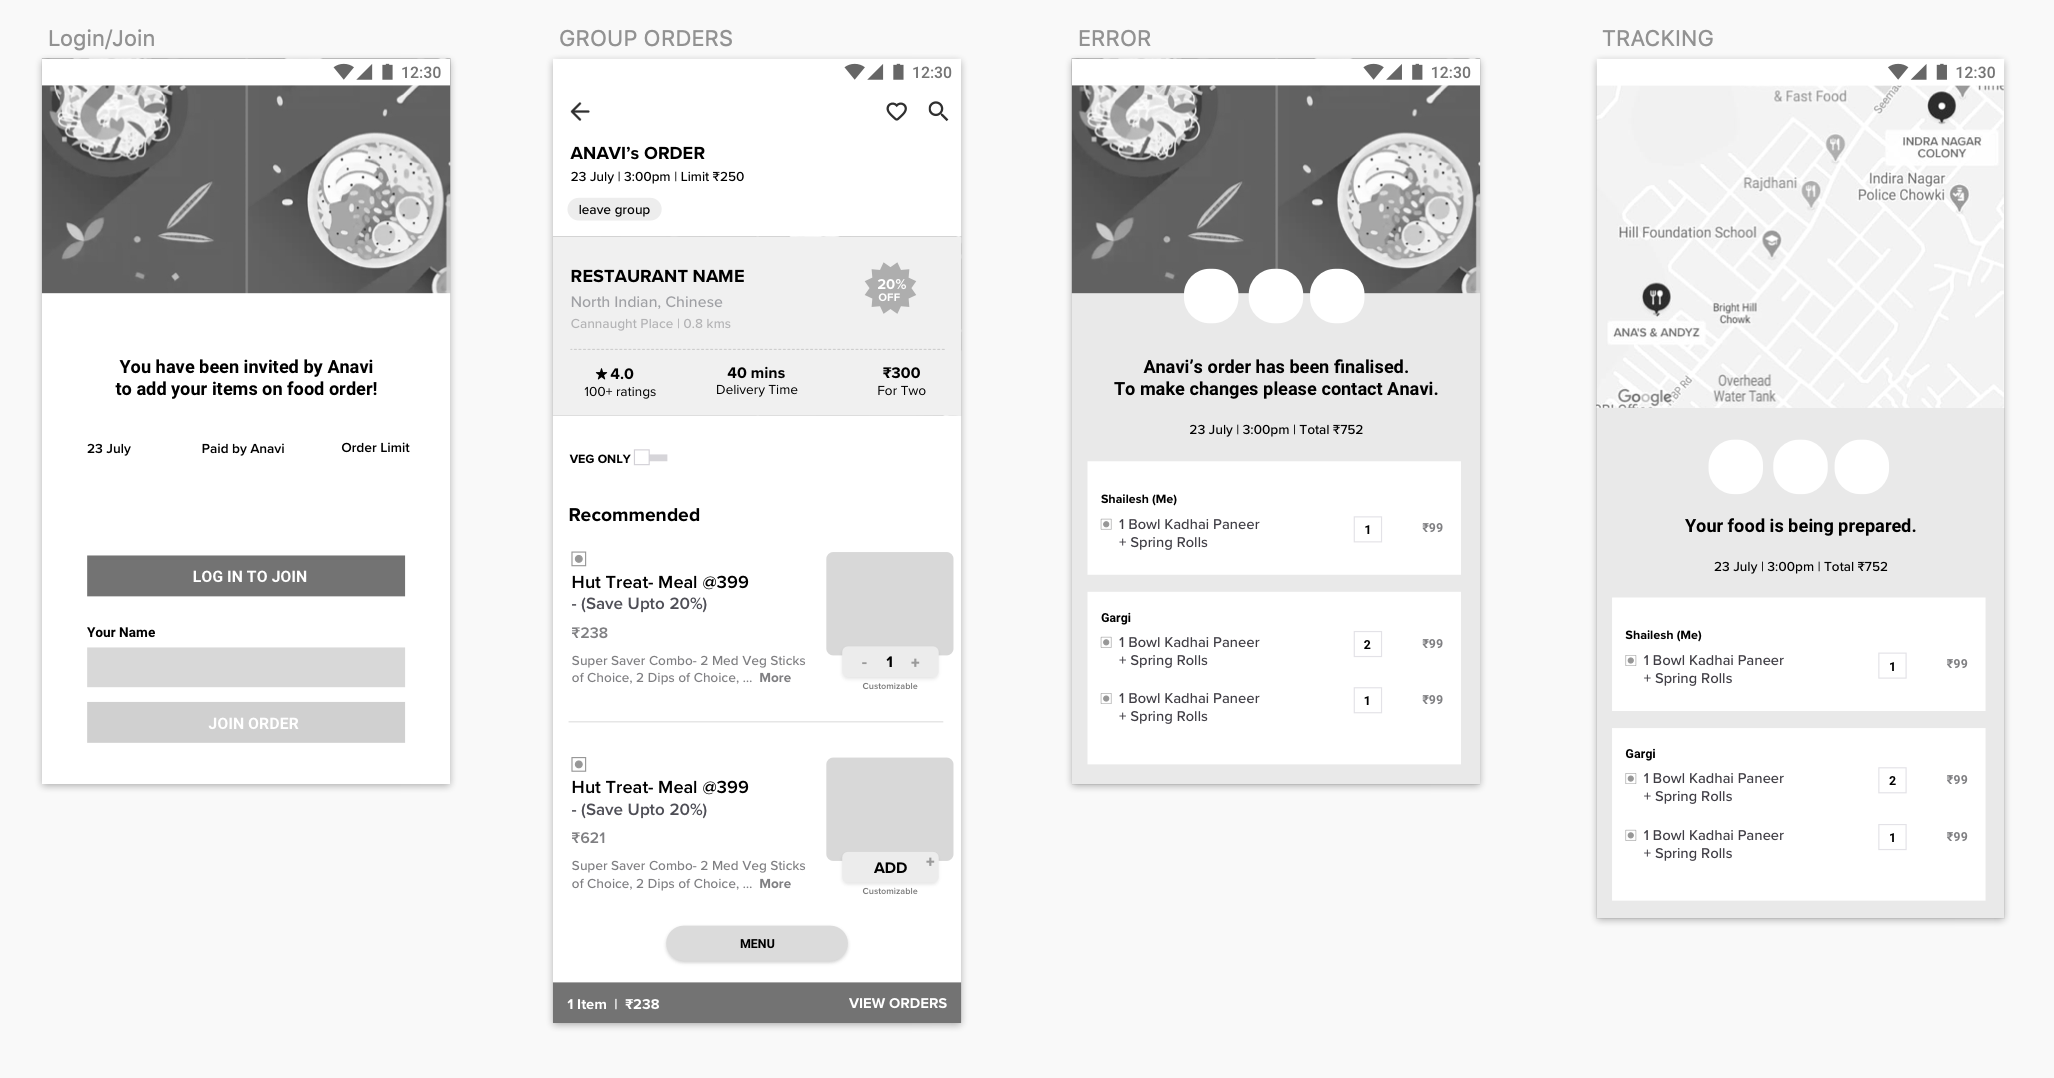 Login/Join
12:30
You have been invited by Anavi
to add your items on food order!
23 July
Paid by Anavi
Order Limit
LOG IN TO JOIN
Your Name
JOIN ORDER
GROUP ORDERS
12:30
ANAVI's ORDER
23 July | 3:00pm | Limit ₹250
leave group
RESTAURANT NAME
North Indian, Chinese
Cannaught Place | 0.8 kms
20%
OFF
★ 4.0
100+ ratings
40 mins
Delivery Time
₹300
For Two
VEG ONLY
Recommended
Hut Treat- Meal @399
- (Save Upto 20%)
₹238
Super Saver Combo- 2 Med Veg Sticks
of Choice, 2 Dips of Choice, ... More
- 1 +
Customizable
Hut Treat- Meal @399
- (Save Upto 20%)
₹621
Super Saver Combo- 2 Med Veg Sticks
of Choice, 2 Dips of Choice, ... More
ADD +
Customizable
MENU
1 Item | ₹238
VIEW ORDERS
ERROR
12:30
Anavi's order has been finalised.
To make changes please contact Anavi.
23 July | 3:00pm | Total ₹752
Shailesh (Me)
1 Bowl Kadhai Paneer
+ Spring Rolls
1
₹99
Gargi
1 Bowl Kadhai Paneer
+ Spring Rolls
2
₹99
1 Bowl Kadhai Paneer
+ Spring Rolls
1
₹99
TRACKING
12:30
& Fast Food
INDRA NAGAR
COLONY
Rajdhani
Indira Nagar
Police Chowki
Hill Foundation School
ANA'S & ANDYZ
Bright Hill
Chowk
Overhead
Water Tank
Google
Your food is being prepared.
23 July | 3:00pm | Total ₹752
Shailesh (Me)
1 Bowl Kadhai Paneer
+ Spring Rolls
1
₹99
Gargi
1 Bowl Kadhai Paneer
+ Spring Rolls
2
₹99
1 Bowl Kadhai Paneer
+ Spring Rolls
1
₹99